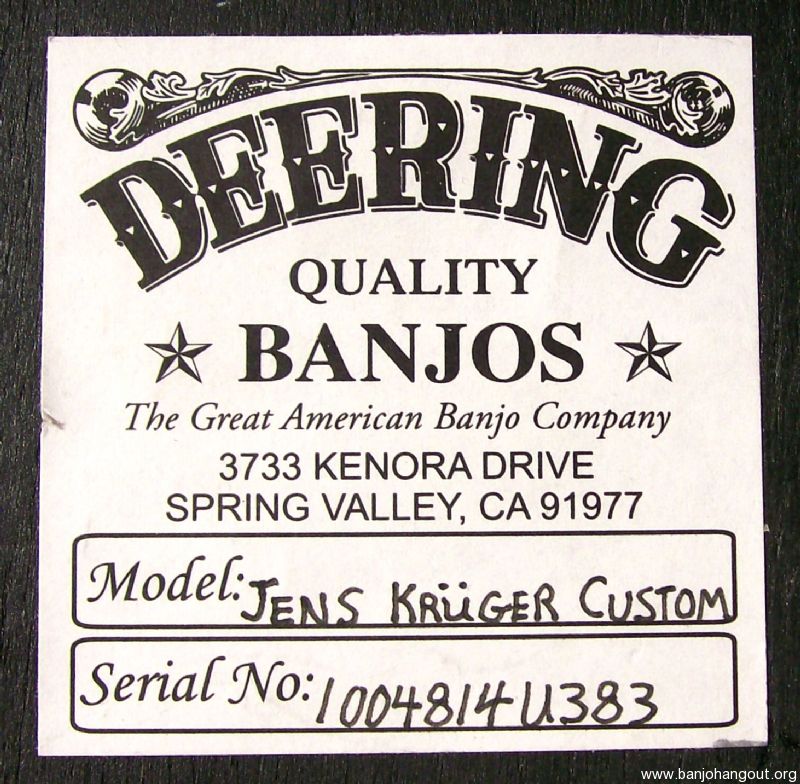 DEERING
QUALITY
BANJOS
The Great American Banjo Company
3733 KENORA DRIVE
SPRING VALLEY, CA 91977
Model: JENS KRÜGER CUSTOM
Serial No: 1004814U383
www.banjohangout.org